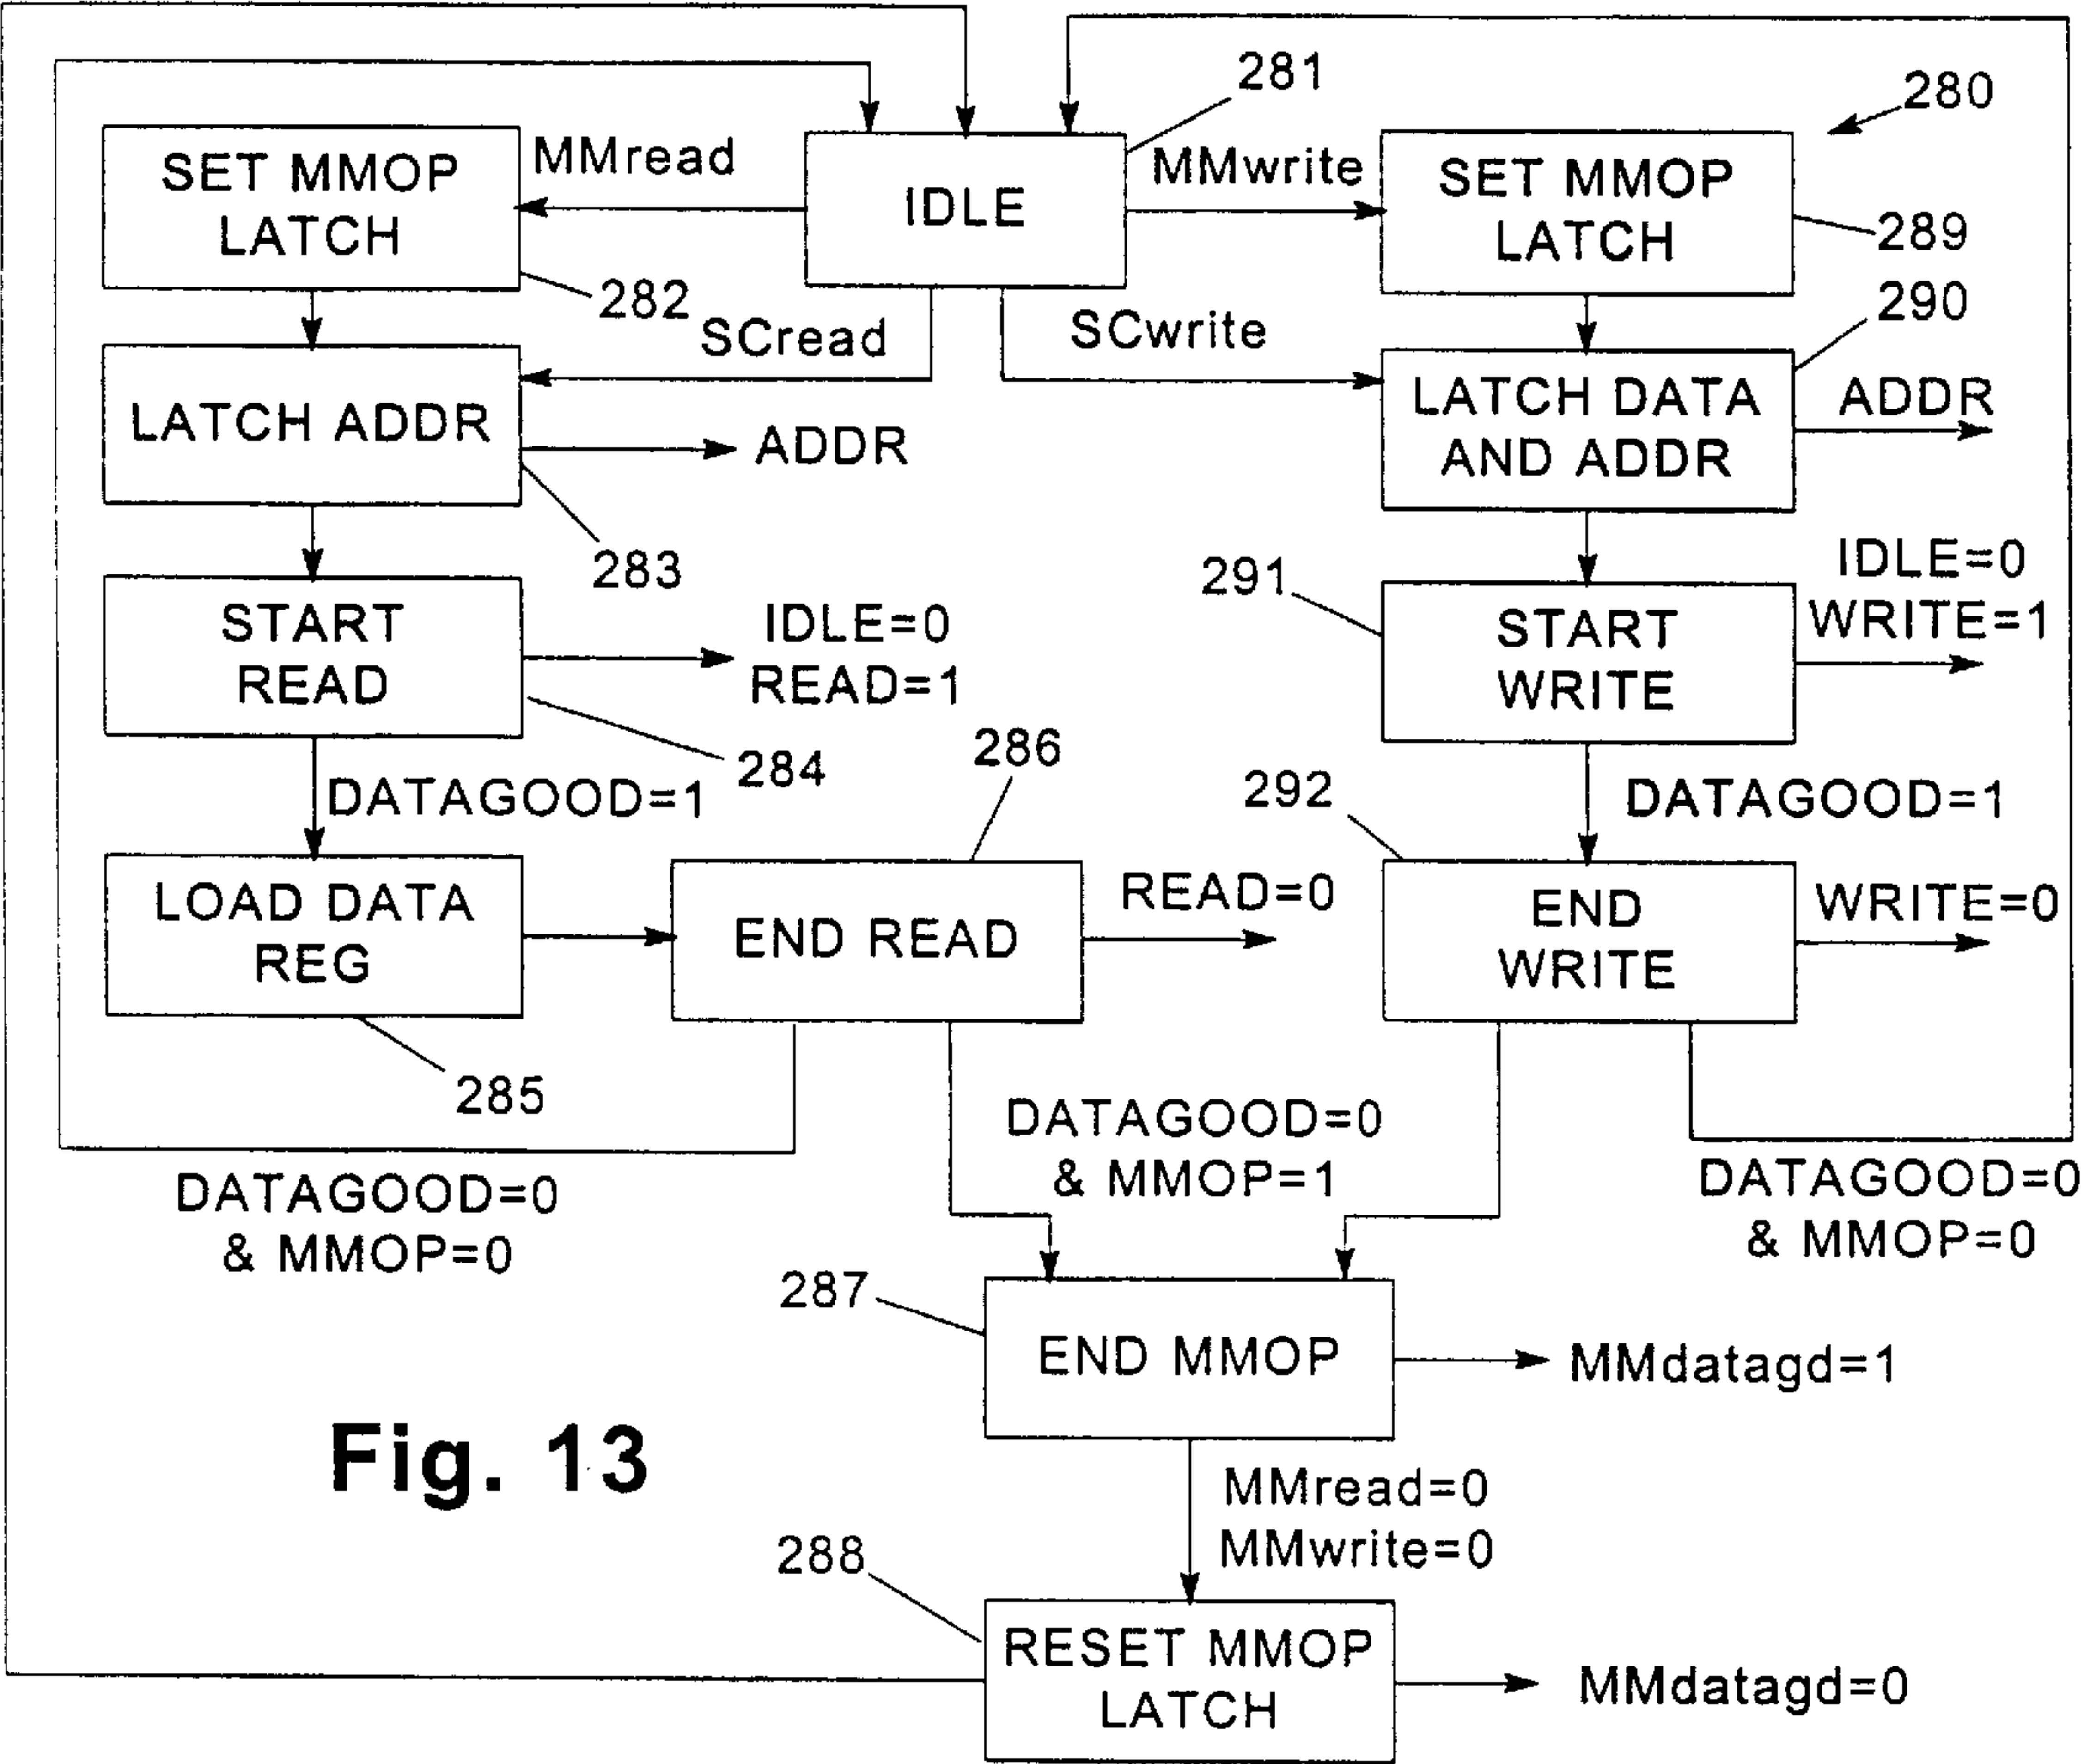 281
280
SET MMOP
LATCH
MMread
IDLE
MMwrite
SET MMOP
LATCH
289
282
290
SCread
SCwrite
LATCH ADDR
ADDR
LATCH DATA
AND ADDR
ADDR
283
START
READ
IDLE=0
READ=1
284
291
START
WRITE
IDLE=0
WRITE=1
DATAGOOD=1
286
292
DATAGOOD=1
LOAD DATA
REG
END READ
READ=0
END
WRITE
WRITE=0
285
DATAGOOD=0
& MMOP=0
DATAGOOD=0
& MMOP=1
DATAGOOD=0
& MMOP=0
287
END MMOP
MMdatagd=1
Fig. 13
MMread=0
MMwrite=0
288
RESET MMOP
LATCH
MMdatagd=0